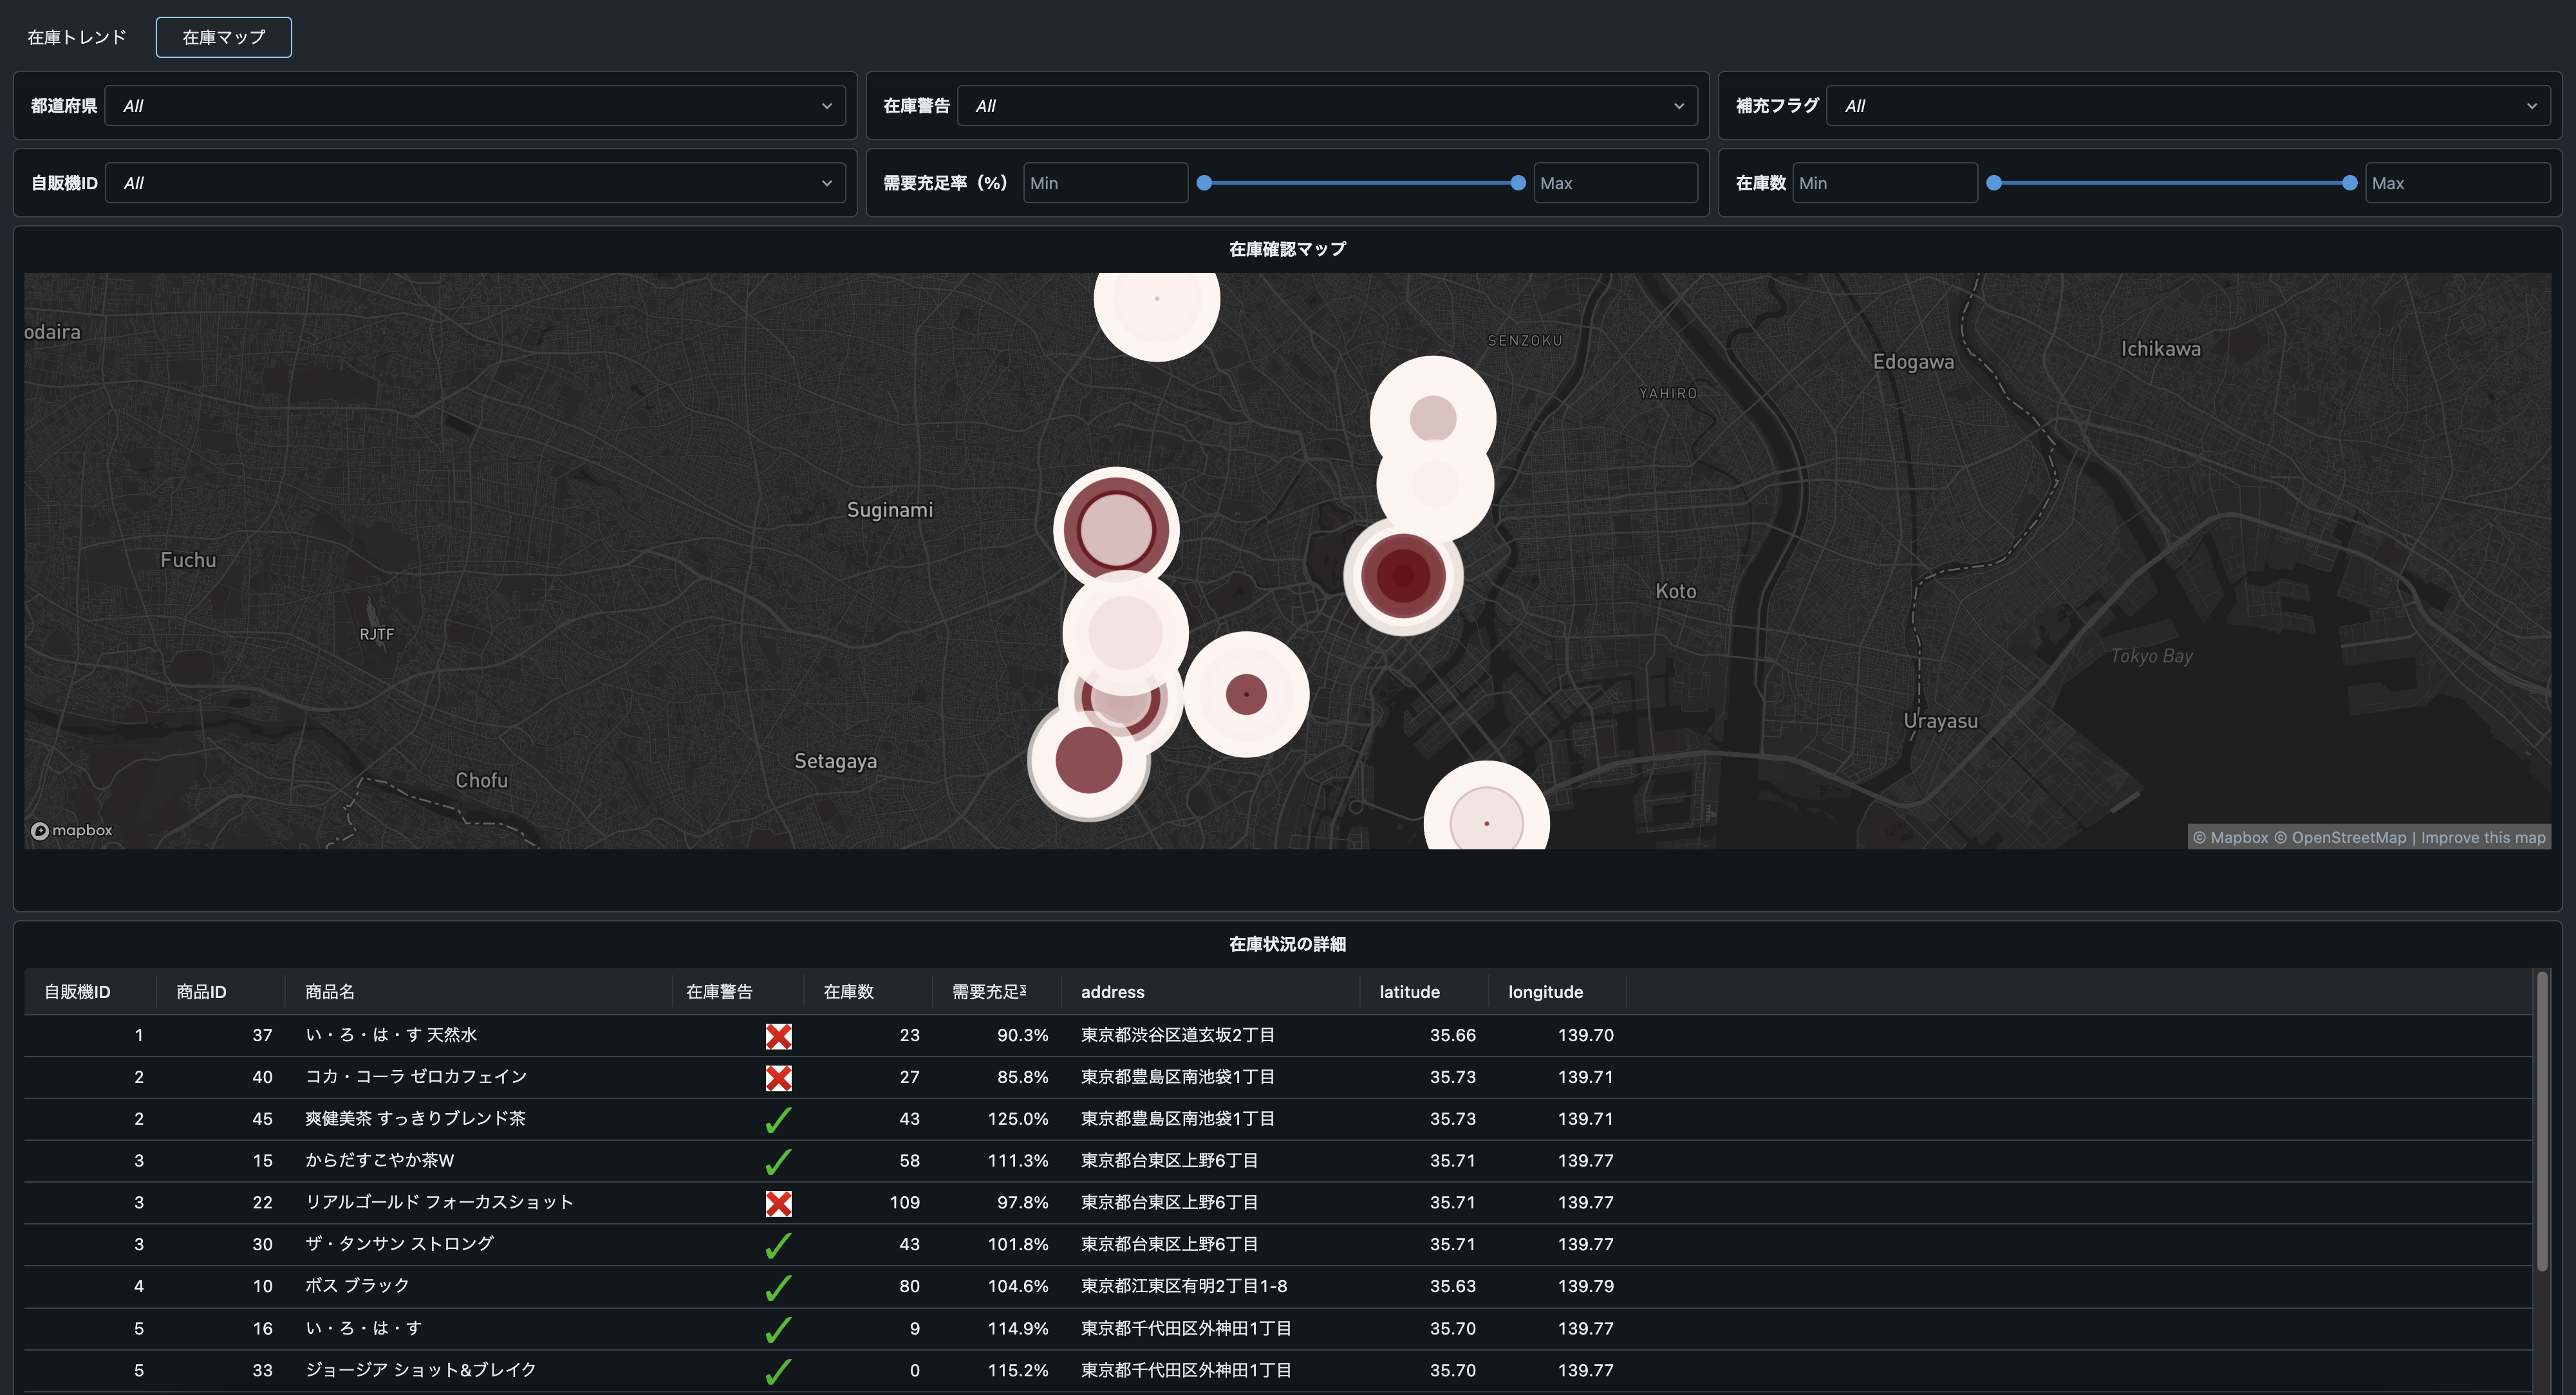 在庫トレンド 在庫マップ
都道府県 All 在庫警告 All 補充フラグ All
自販機ID All 需要充足率（%） Min Max 在庫数 Min Max
在庫確認マップ
odaira
SENZOKU
Ichikawa
Edogawa
YAHIRO
Suginami
Fuchu
Koto
RJTF
Tokyo Bay
Urayasu
Setagaya
Chofu
mapbox
© Mapbox © OpenStreetMap | Improve this map
在庫状況の詳細
自販機ID 商品ID 商品名 在庫警告 在庫数 需要充足 address latitude longitude
1 37 い・ろ・は・す 天然水 23 90.3% 東京都渋谷区道玄坂2丁目 35.66 139.70
2 40 コカ・コーラ ゼロカフェイン 27 85.8% 東京都豊島区南池袋1丁目 35.73 139.71
2 45 爽健美茶 すっきりブレンド茶 43 125.0% 東京都豊島区南池袋1丁目 35.73 139.71
3 15 からだすこやか茶W 58 111.3% 東京都台東区上野6丁目 35.71 139.77
3 22 リアルゴールド フォーカスショット 109 97.8% 東京都台東区上野6丁目 35.71 139.77
3 30 ザ・タンサン ストロング 43 101.8% 東京都台東区上野6丁目 35.71 139.77
4 10 ボス ブラック 80 104.6% 東京都江東区有明2丁目1-8 35.63 139.79
5 16 い・ろ・は・す 9 114.9% 東京都千代田区外神田1丁目 35.70 139.77
5 33 ジョージア ショット&ブレイク 0 115.2% 東京都千代田区外神田1丁目 35.70 139.77